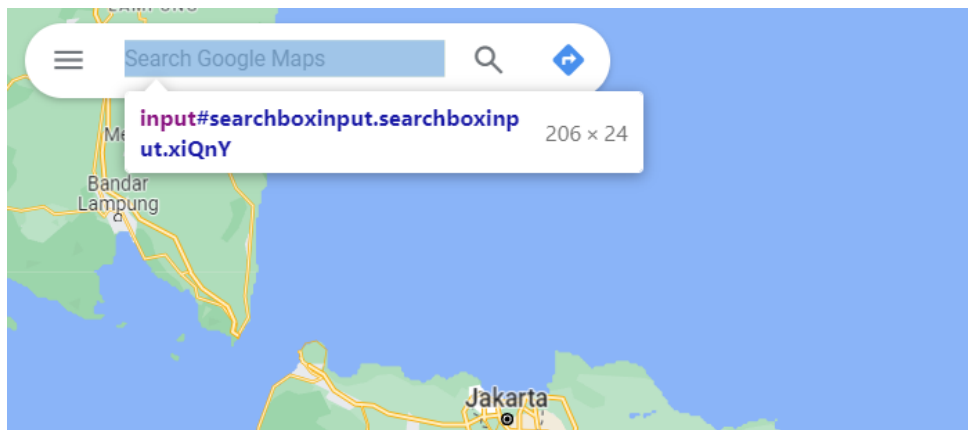 Search Google Maps
input#searchboxinput.searchboxinp
ut.xiQnY
206 × 24
Bandar
Lampung
Jakarta